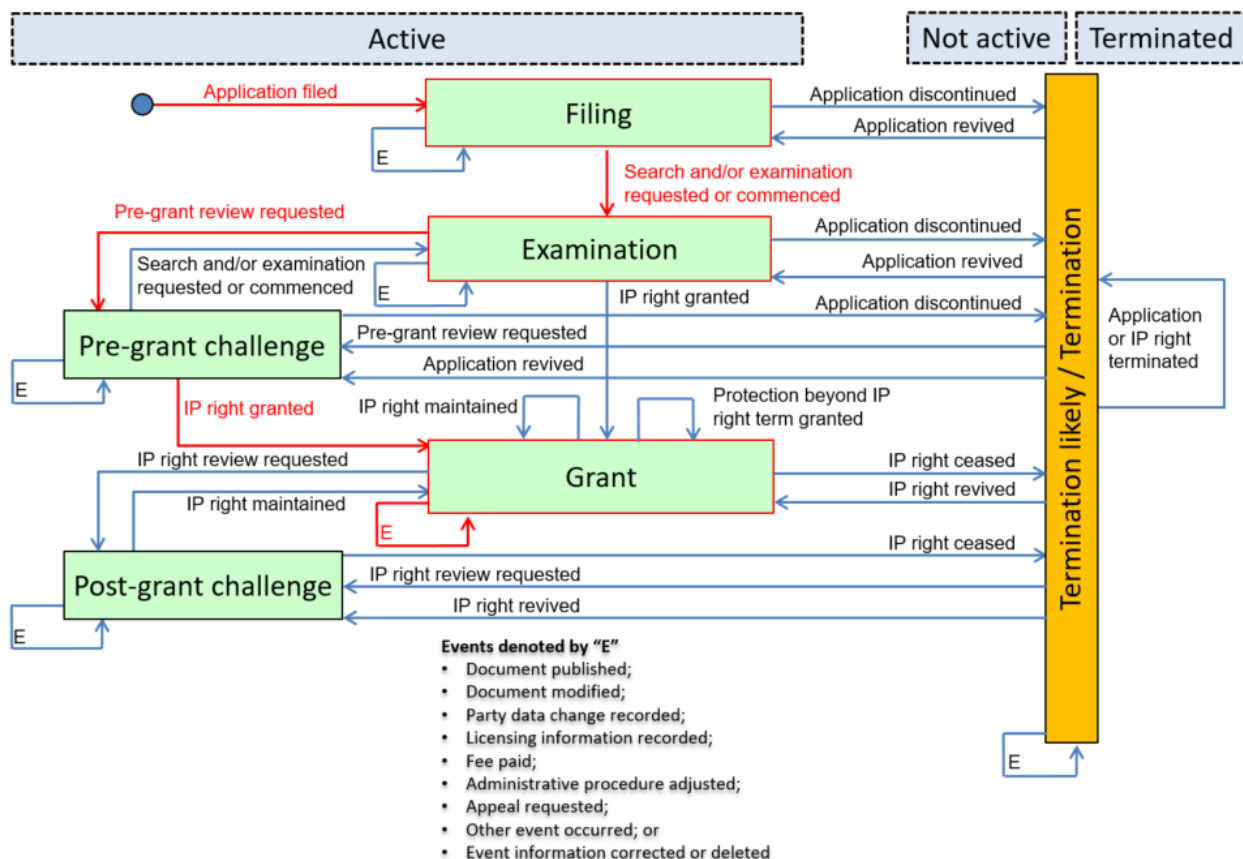 Active
Not active
Terminated
Application filed
Filing
Application discontinued
Application revived
E
Search and/or examination
requested or commenced
Pre-grant review requested
Examination
Application discontinued
Application revived
Search and/or examination
requested or commenced
E
IP right granted
Application discontinued
Pre-grant challenge
Pre-grant review requested
Application revived
E
Application
or IP right
terminated
Termination likely / Termination
IP right granted
IP right maintained
Protection beyond IP
right term granted
IP right review requested
Grant
IP right ceased
IP right revived
IP right maintained
E
IP right ceased
Post-grant challenge
IP right review requested
IP right revived
E
Events denoted by “E”
• Document published;
• Document modified;
• Party data change recorded;
• Licensing information recorded;
• Fee paid;
• Administrative procedure adjusted;
• Appeal requested;
• Other event occurred; or
• Event information corrected or deleted
E